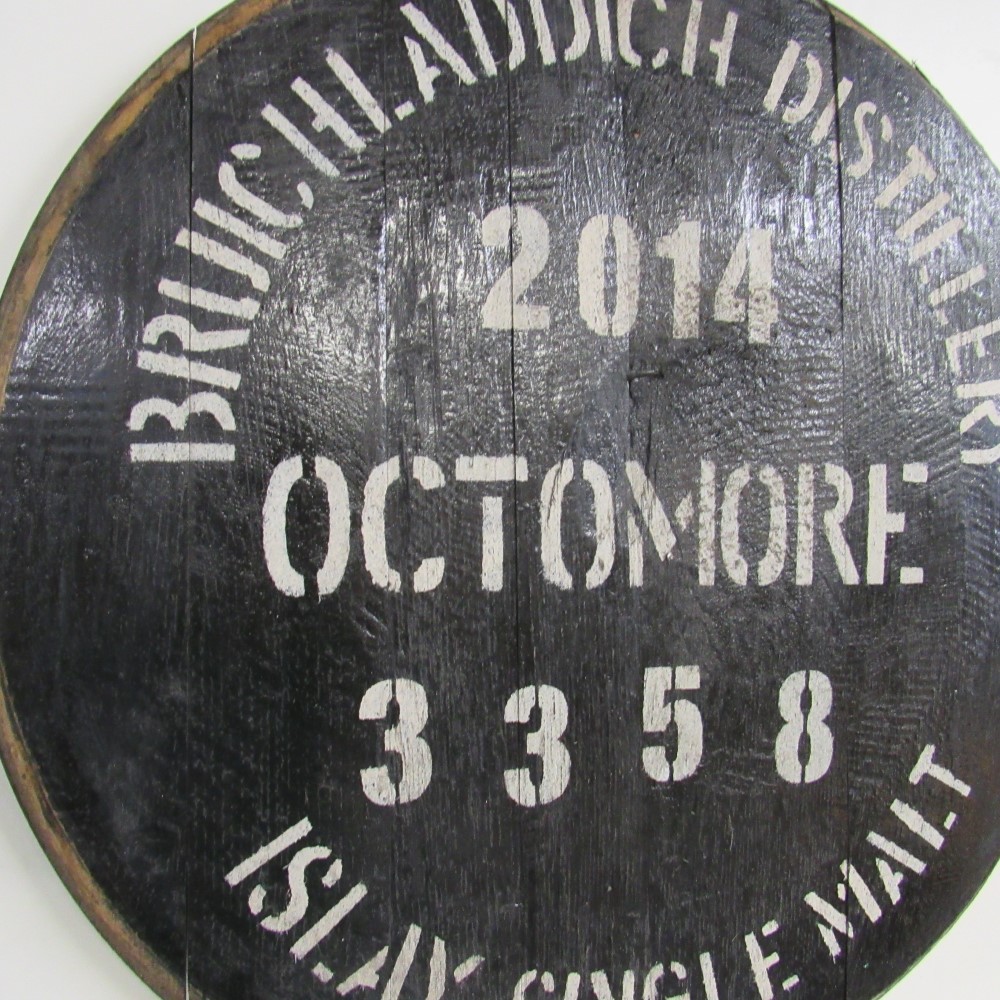 BRUICHLADDICH DISTILLERY
2014
OCTOMORE
3358
ISLAY SINGLE MALT